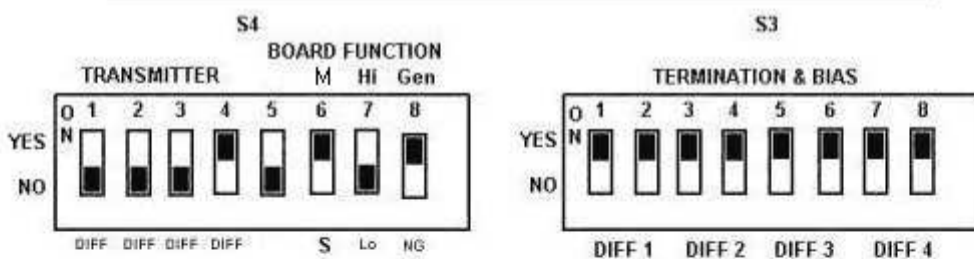 S4 S3
BOARD FUNCTION
TRANSMITTER M Hi Gen TERMINATION & BIAS
O 1 2 3 4 5 6 7 8 O 1 2 3 4 5 6 7 8
YES N YES N
NO NO
DIFF DIFF DIFF DIFF S Lo NG DIFF 1 DIFF 2 DIFF 3 DIFF 4